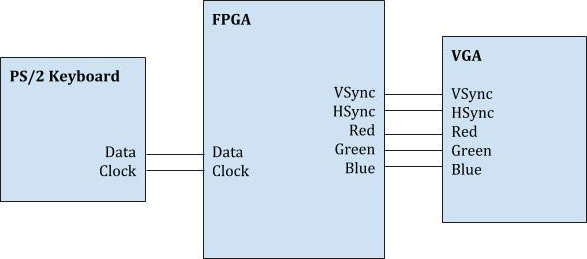 PS/2 Keyboard
Data
Clock
FPGA
Data
Clock
VSync
HSync
Red
Green
Blue
VGA
VSync
HSync
Red
Green
Blue